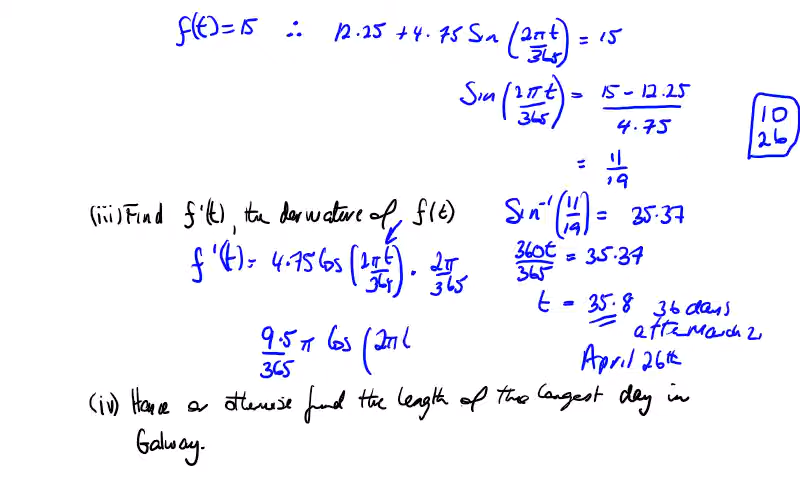 f(t) = 15 ∴ 12.25 + 4.75 Sin (2πt/365) = 15
Sin (2πt/365) = 15 - 12.25 / 4.75
= 11/19
10
26
Sin⁻¹ (11/19) = 35.37
360t/365 = 35.37
t = 35.8 36 days
after March 21
April 26th
(iii) Find f'(t), the derivative of f(t)
f'(t) = 4.75 Cos (2πt/365) . 2π/365
9.5/365 π Cos (2πt
(iv) Hence or otherwise find the length of the longest day in
Galway.